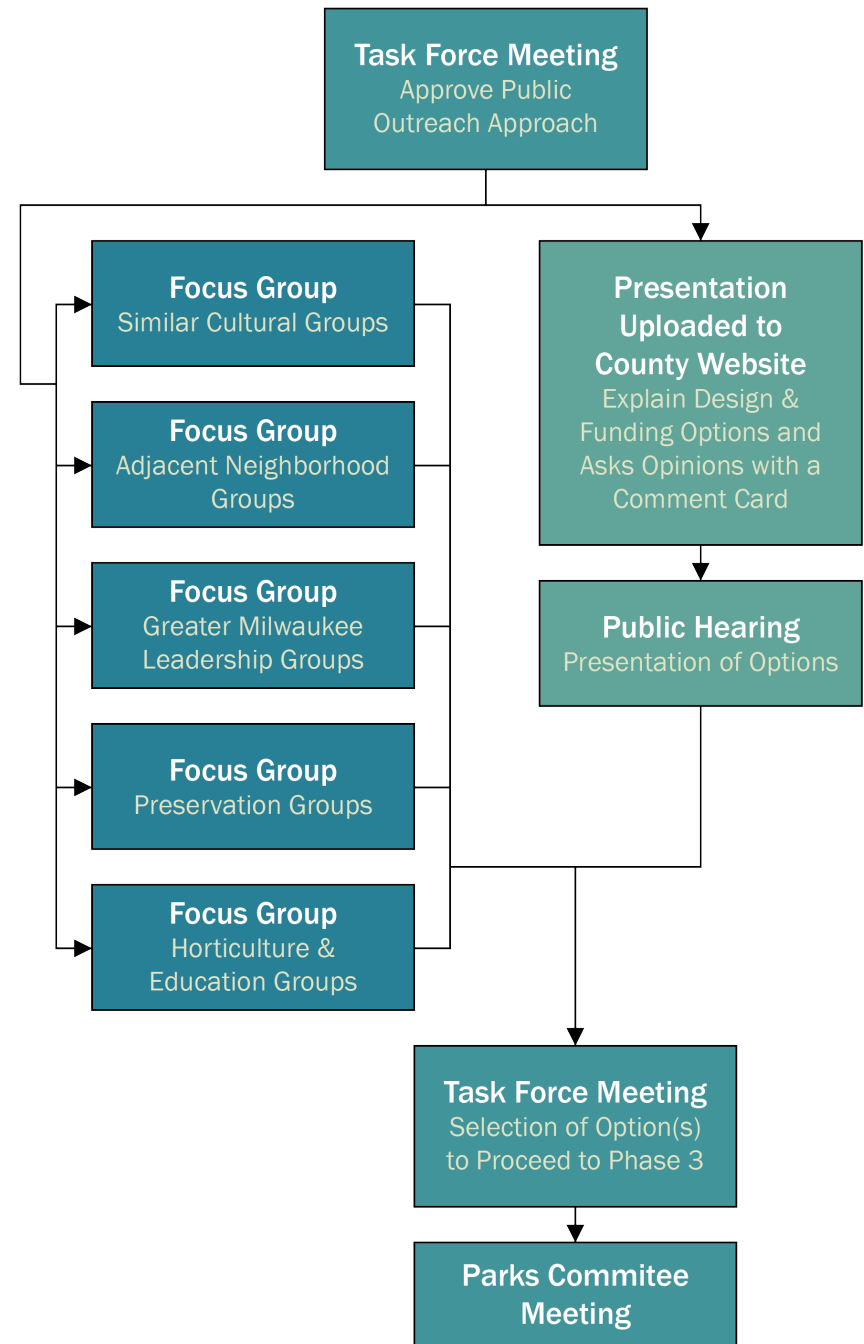 Task Force Meeting
Approve Public
Outreach Approach
Focus Group
Similar Cultural Groups
Focus Group
Adjacent Neighborhood
Groups
Focus Group
Greater Milwaukee
Leadership Groups
Focus Group
Preservation Groups
Focus Group
Horticulture &
Education Groups
Presentation
Uploaded to
County Website
Explain Design &
Funding Options and
Asks Opinions with a
Comment Card
Public Hearing
Presentation of Options
Task Force Meeting
Selection of Option(s)
to Proceed to Phase 3
Parks Commitee
Meeting